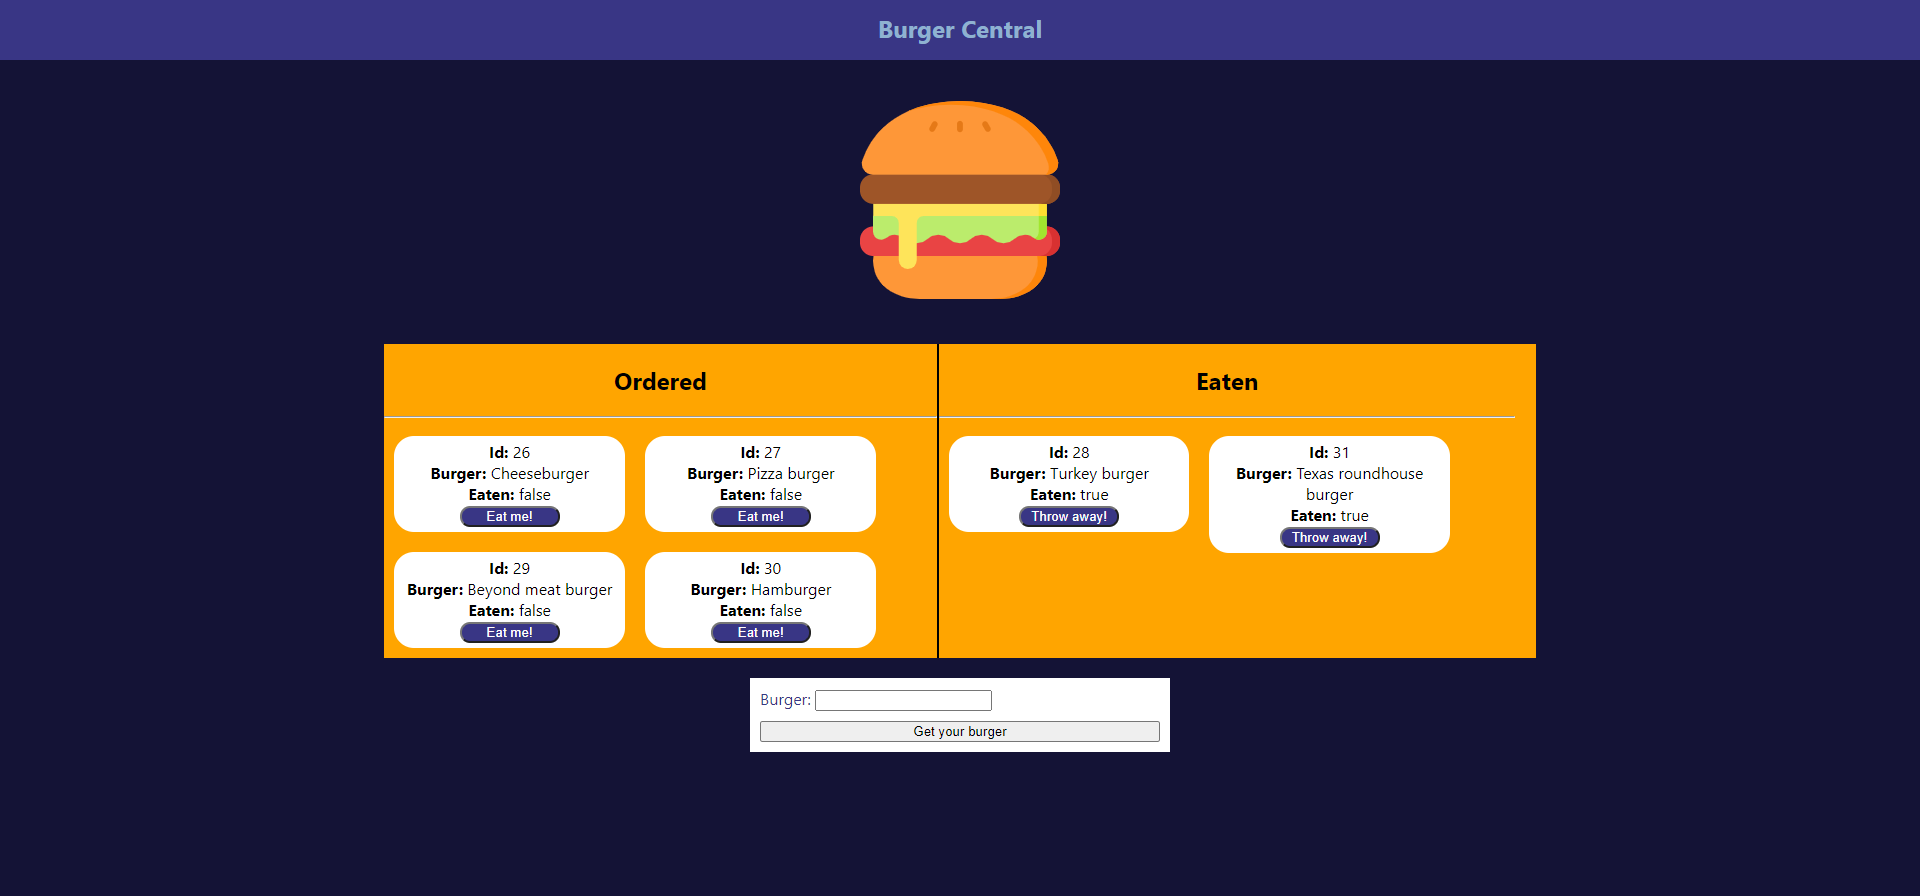 Burger Central
Ordered
Id: 26
Burger: Cheeseburger
Eaten: false
Eat me!
Id: 27
Burger: Pizza burger
Eaten: false
Eat me!
Id: 29
Burger: Beyond meat burger
Eaten: false
Eat me!
Id: 30
Burger: Hamburger
Eaten: false
Eat me!
Eaten
Id: 28
Burger: Turkey burger
Eaten: true
Throw away!
Id: 31
Burger: Texas roundhouse
burger
Eaten: true
Throw away!
Burger:
Get your burger